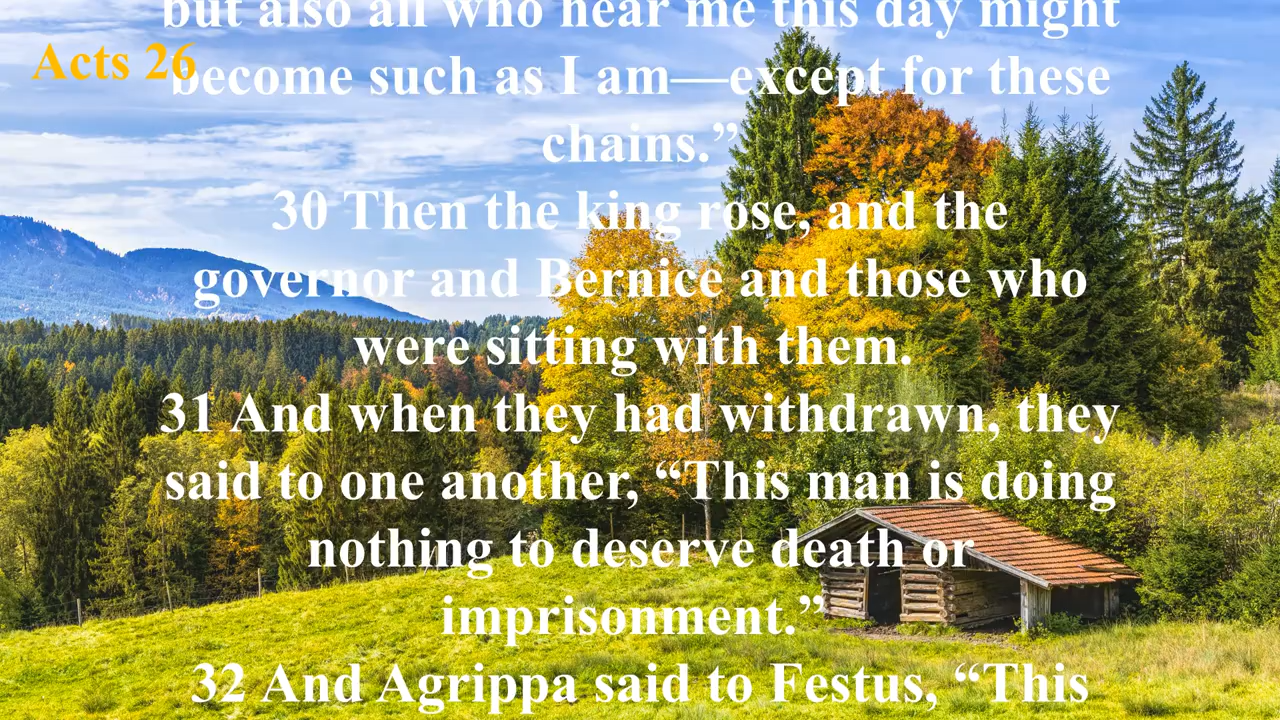 but also all who hear me this day might
Acts 26
become such as I am—except for these
chains.”
30 Then the king rose, and the
governor and Bernice and those who
were sitting with them.
31 And when they had withdrawn, they
said to one another, “This man is doing
nothing to deserve death or
imprisonment.”
32 And Agrippa said to Festus, “This